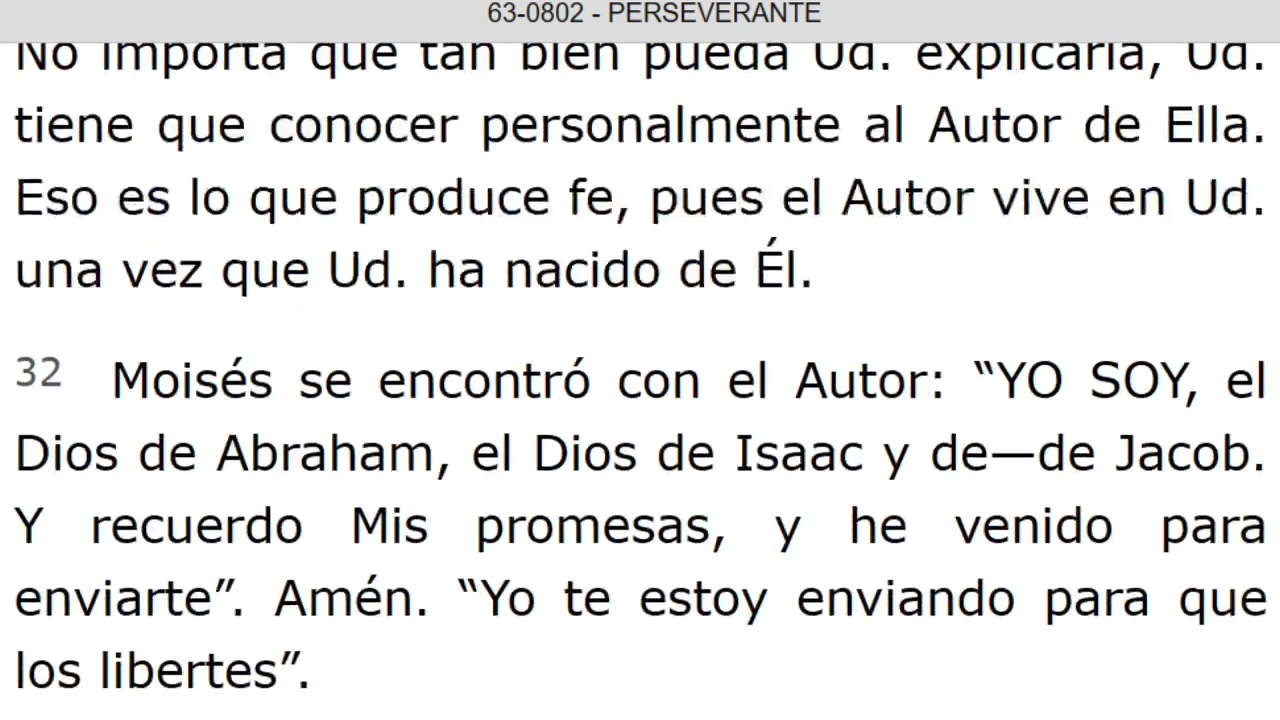 63-0802 - PERSEVERANTE
No importa que tan bien pueda Ud. explicarla, Ud.
tiene que conocer personalmente al Autor de Ella.
Eso es lo que produce fe, pues el Autor vive en Ud.
una vez que Ud. ha nacido de Él.
32 Moisés se encontró con el Autor: “YO SOY, el
Dios de Abraham, el Dios de Isaac y de—de Jacob.
Y recuerdo Mis promesas, y he venido para
enviarte”. Amén. “Yo te estoy enviando para que
los libertes”.